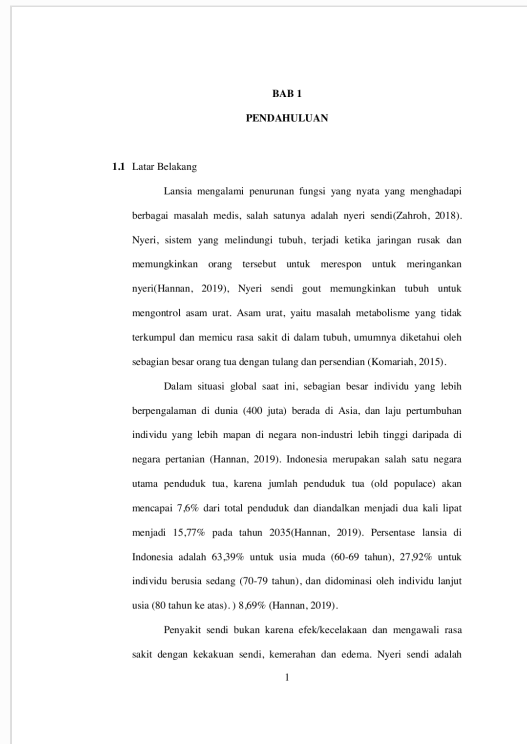 BAB 1
PENDAHULUAN
1.1 Latar Belakang
Lansia mengalami penurunan fungsi yang nyata yang menghadapi
berbagai masalah medis, salah satunya adalah nyeri sendi(Zahroh, 2018).
Nyeri, sistem yang melindungi tubuh, terjadi ketika jaringan rusak dan
memungkinkan orang tersebut untuk merespon untuk meringankan
nyeri(Hannan, 2019), Nyeri sendi gout memungkinkan tubuh untuk
mengontrol asam urat. Asam urat, yaitu masalah metabolisme yang tidak
terkumpul dan memicu rasa sakit di dalam tubuh, umumnya diketahui oleh
sebagian besar orang tua dengan tulang dan persendian (Komariah, 2015).
Dalam situasi global saat ini, sebagian besar individu yang lebih
berpengalaman di dunia (400 juta) berada di Asia, dan laju pertumbuhan
individu yang lebih mapan di negara non-industri lebih tinggi daripada di
negara pertanian (Hannan, 2019). Indonesia merupakan salah satu negara
utama penduduk tua, karena jumlah penduduk tua (old populace) akan
mencapai 7,6% dari total penduduk dan diandalkan menjadi dua kali lipat
menjadi 15,77% pada tahun 2035(Hannan, 2019). Persentase lansia di
Indonesia adalah 63,39% untuk usia muda (60-69 tahun), 27,92% untuk
individu berusia sedang (70-79 tahun), dan didominasi oleh individu lanjut
usia (80 tahun ke atas). ) 8,69% (Hannan, 2019).
Penyakit sendi bukan karena efek/kecelakaan dan mengawali rasa
sakit dengan kekakuan sendi, kemerahan dan edema. Nyeri sendi adalah
1